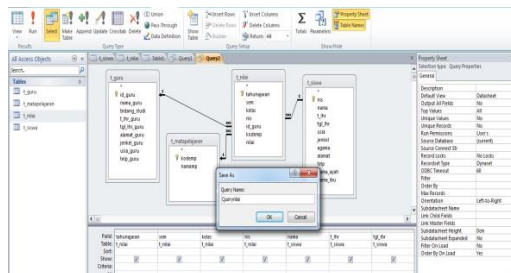 View
Run
Select
Make Table
Append
Update
Crosstab
Delete
Union
Pass-Through
Data Definition
Show Table
Insert Rows
Delete Rows
Builder
Insert Columns
Delete Columns
Return: All
Totals
Parameters
Property Sheet
Table Names
Results
Query Type
Query Setup
Show/Hide
All Access Objects
Search..
Tables
t_guru
t_matapelajaran
t_nilai
t_siswa
t_siswa
t_nilai
Table1
Query1
Query2
t_guru
*
id_guru
nama_guru
bidang_studi
t_lhr_guru
tgl_lhr_guru
alamat_guru
jenkel_guru
usia_guru
telp_guru
t_matapelajaran
*
kodemp
namamp
t_nilai
*
tahunajaran
sem
kelas
nis
id_guru
kodemp
nilai
t_siswa
*
nis
nama
t_lhr
tgl_lhr
usia
jenkel
agama
alamat
telp
nama_ayah
Save As
Query Name:
Querynilai
OK
Cancel
Field: tahunajaran sem kelas nis nama t_lhr tgl_lhr
Table: t_nilai t_nilai t_nilai t_siswa t_siswa t_siswa t_siswa
Sort:
Show:
Criteria:
Property Sheet
Selection type: Query Properties
General
Description
Default View Datasheet
Output All Fields No
Top Values All
Unique Values No
Unique Records No
Run Permissions User's
Source Database (current)
Source Connect Str
Record Locks No Locks
Recordset Type Dynaset
ODBC Timeout 60
Filter
Order By
Max Records
Orientation Left-to-Right
Subdatasheet Name
Link Child Fields
Link Master Fields
Subdatasheet Height 0cm
Subdatasheet Expanded No
Filter On Load No
Order By On Load Yes